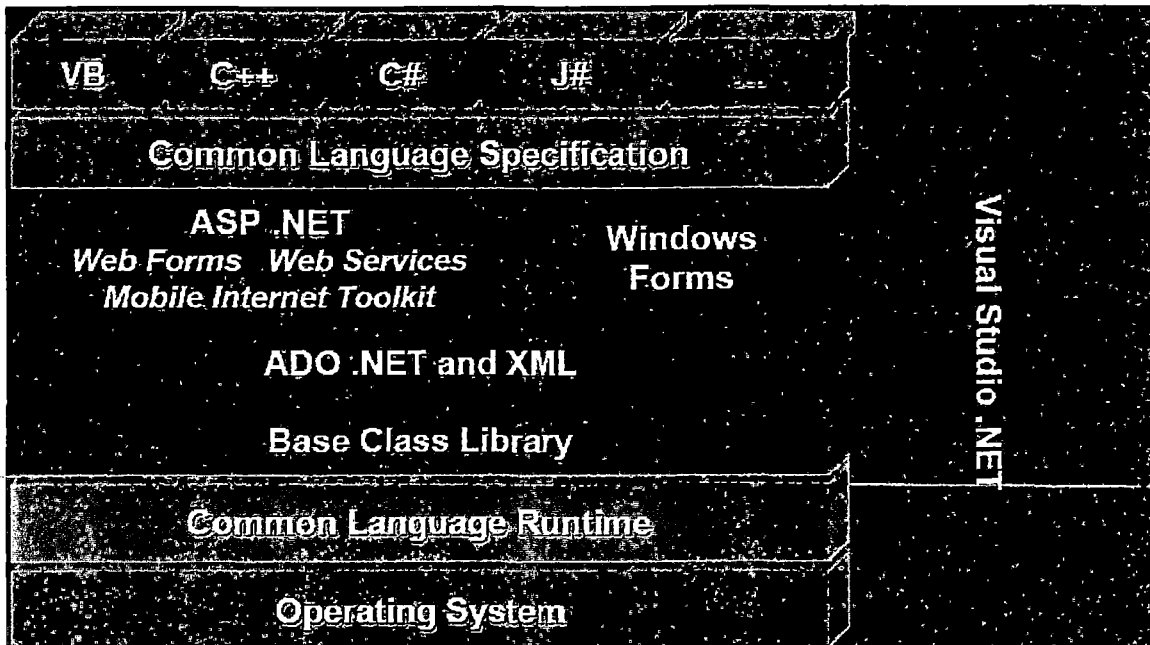 VB C++ C# J# ...
Common Language Specification
ASP .NET
Web Forms Web Services
Mobile Internet Toolkit
Windows
Forms
ADO .NET and XML
Base Class Library
Common Language Runtime
Operating System
Visual Studio .NET